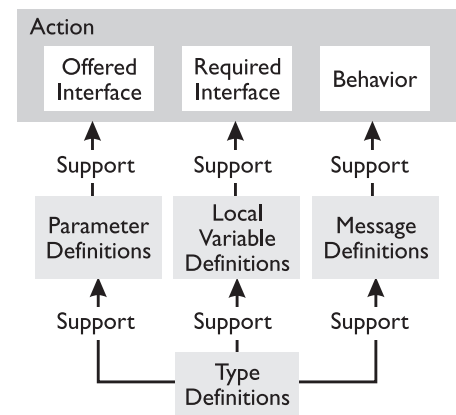 Action
Offered
Interface
Required
Interface
Behavior
Support
Support
Support
Parameter
Definitions
Local
Variable
Definitions
Message
Definitions
Support
Support
Support
Type
Definitions